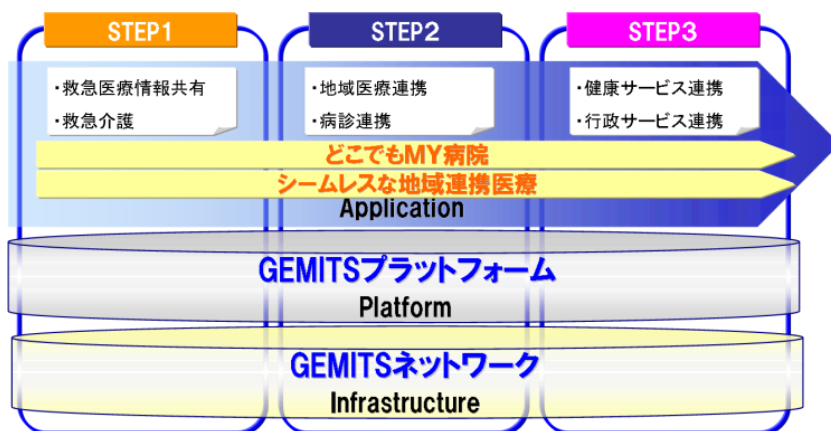 STEP1
STEP2
STEP3
・救急医療情報共有
・救急介護
・地域医療連携
・病診連携
・健康サービス連携
・行政サービス連携
どこでもMY病院
シームレスな地域連携医療
Application
GEMITSプラットフォーム
Platform
GEMITSネットワーク
Infrastructure